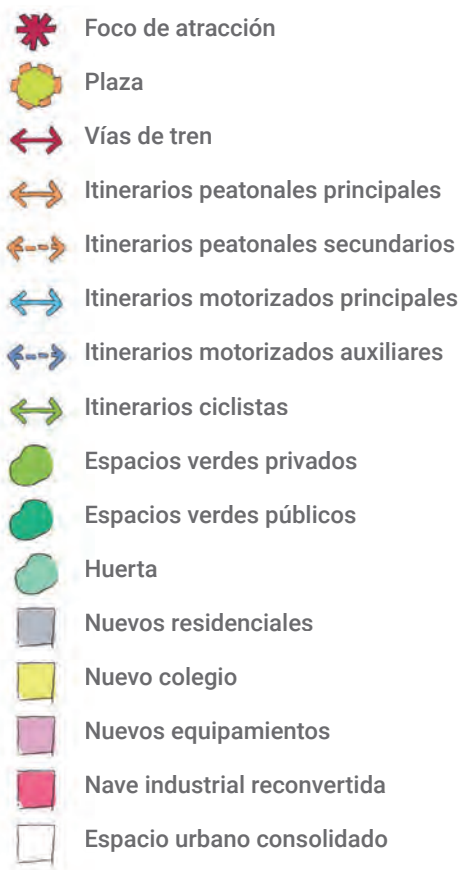 Foco de atracción
Plaza
Vías de tren
Itinerarios peatonales principales
Itinerarios peatonales secundarios
Itinerarios motorizados principales
Itinerarios motorizados auxiliares
Itinerarios ciclistas
Espacios verdes privados
Espacios verdes públicos
Huerta
Nuevos residenciales
Nuevo colegio
Nuevos equipamientos
Nave industrial reconvertida
Espacio urbano consolidado